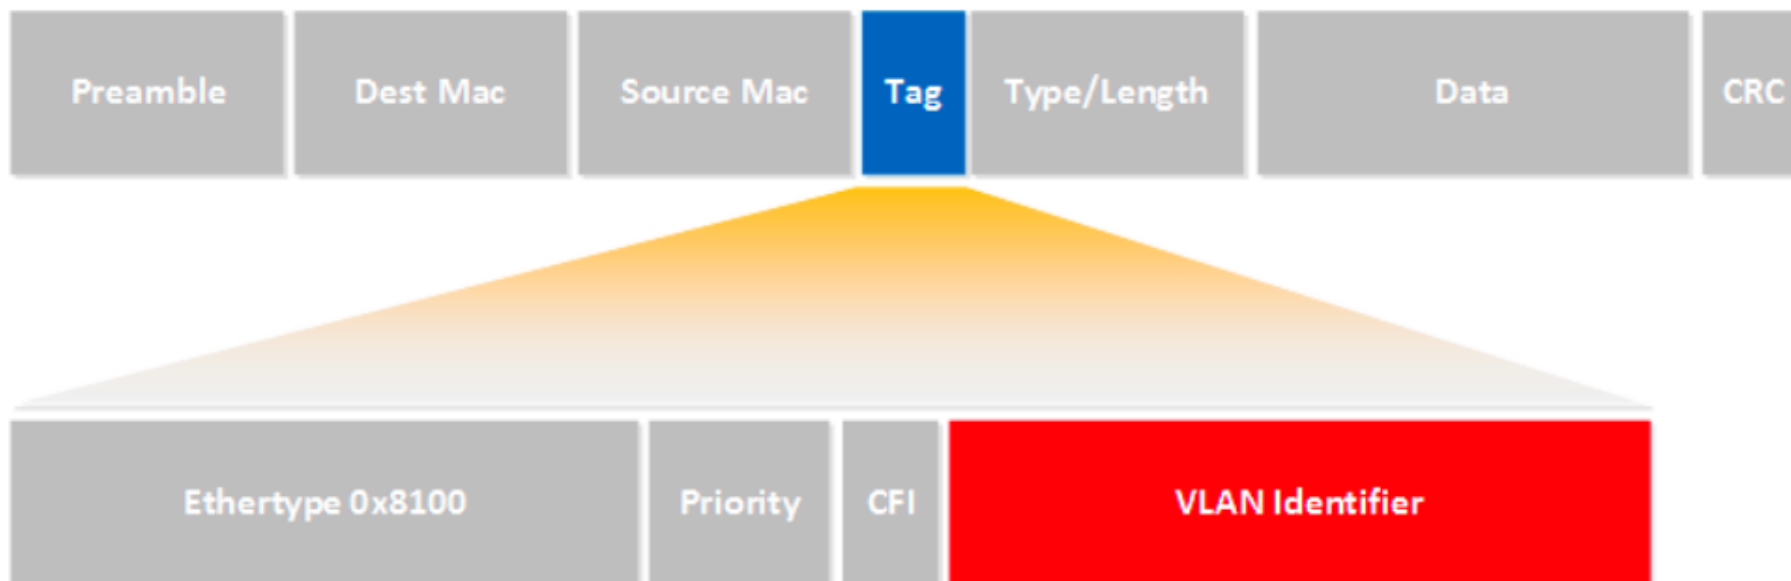 Preamble Dest Mac Source Mac Tag Type/Length Data CRC
Ethertype 0x8100 Priority CFI VLAN Identifier